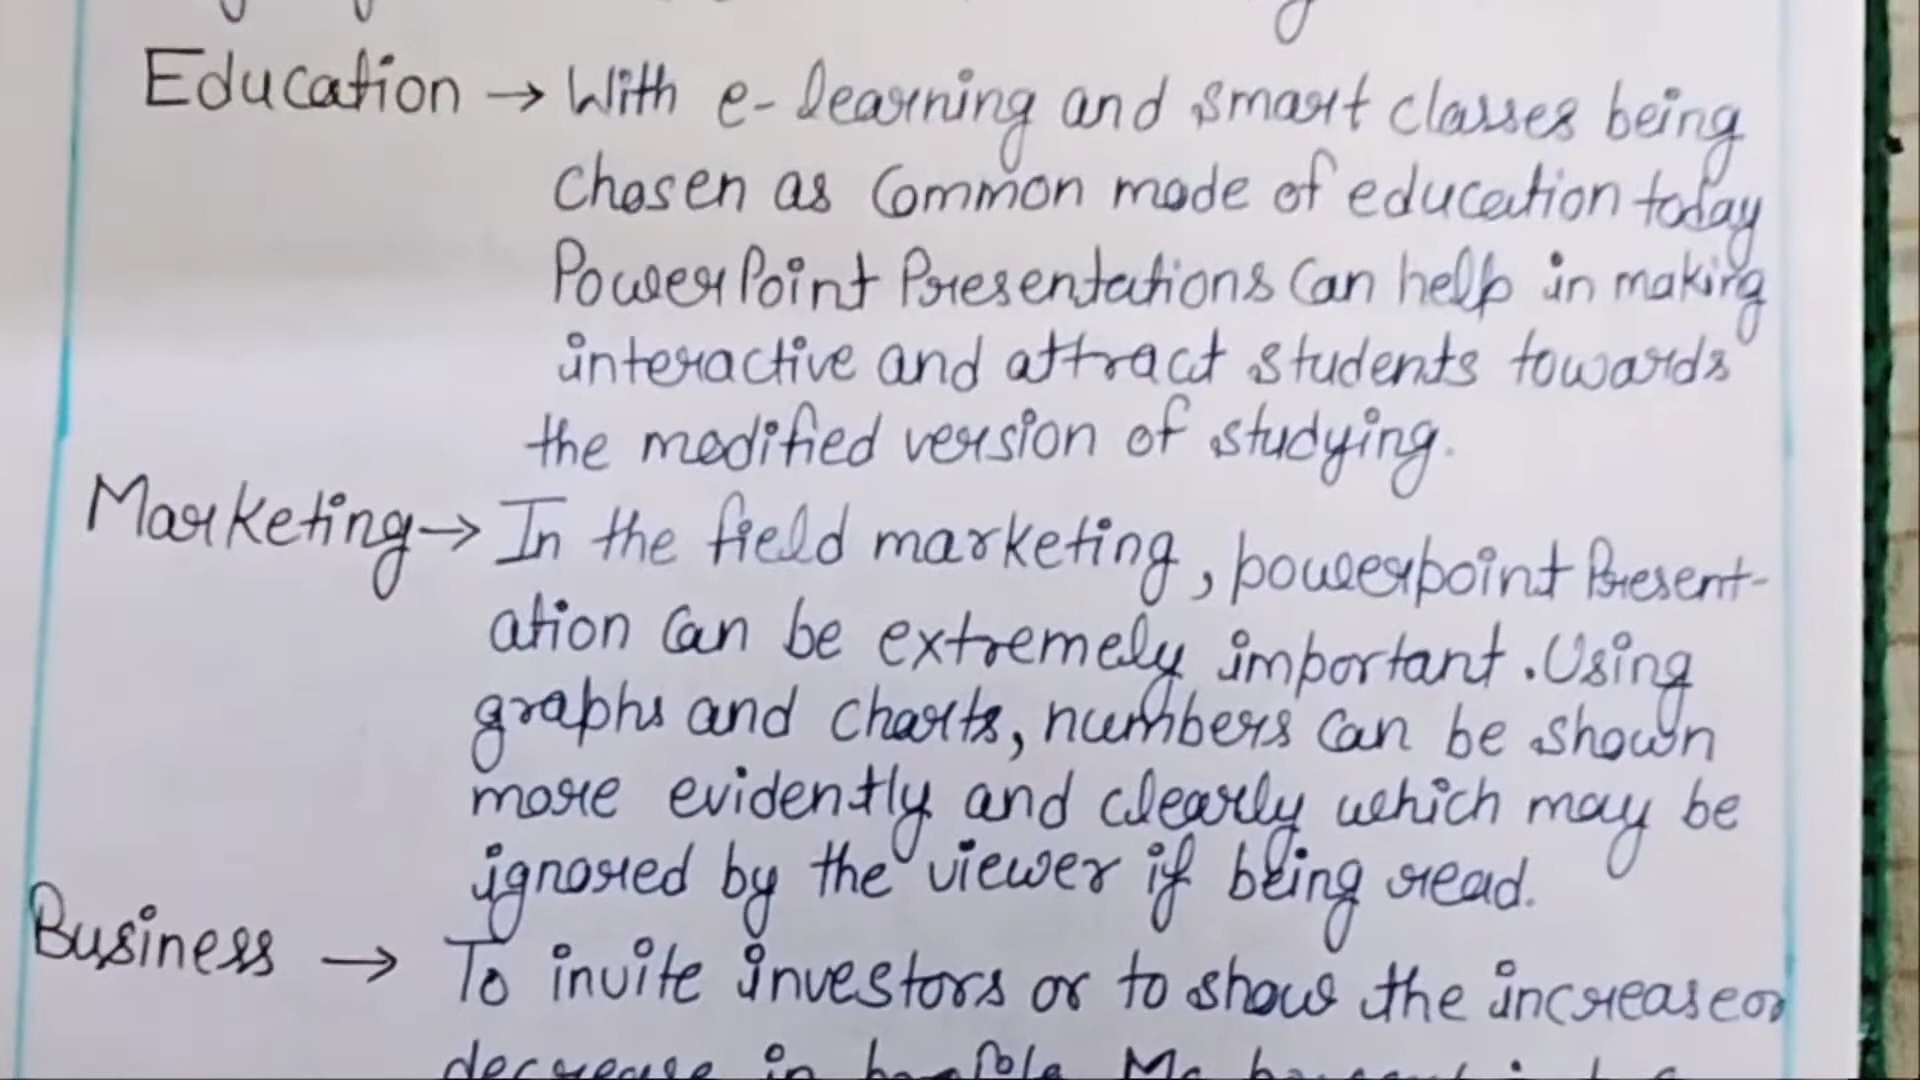 Education → With e-learning and smart classes being
chosen as Common mode of education today
PowerPoint Presentations Can help in making
interactive and attract students towards
the modified version of studying.
Marketing → In the field marketing, powerpoint Present-
ation Can be extremely important. Using
graphs and charts, numbers can be shown
more evidently and clearly which may be
ignored by the viewer if being read.
Business → To invite investors or to show the increase or
decrease in